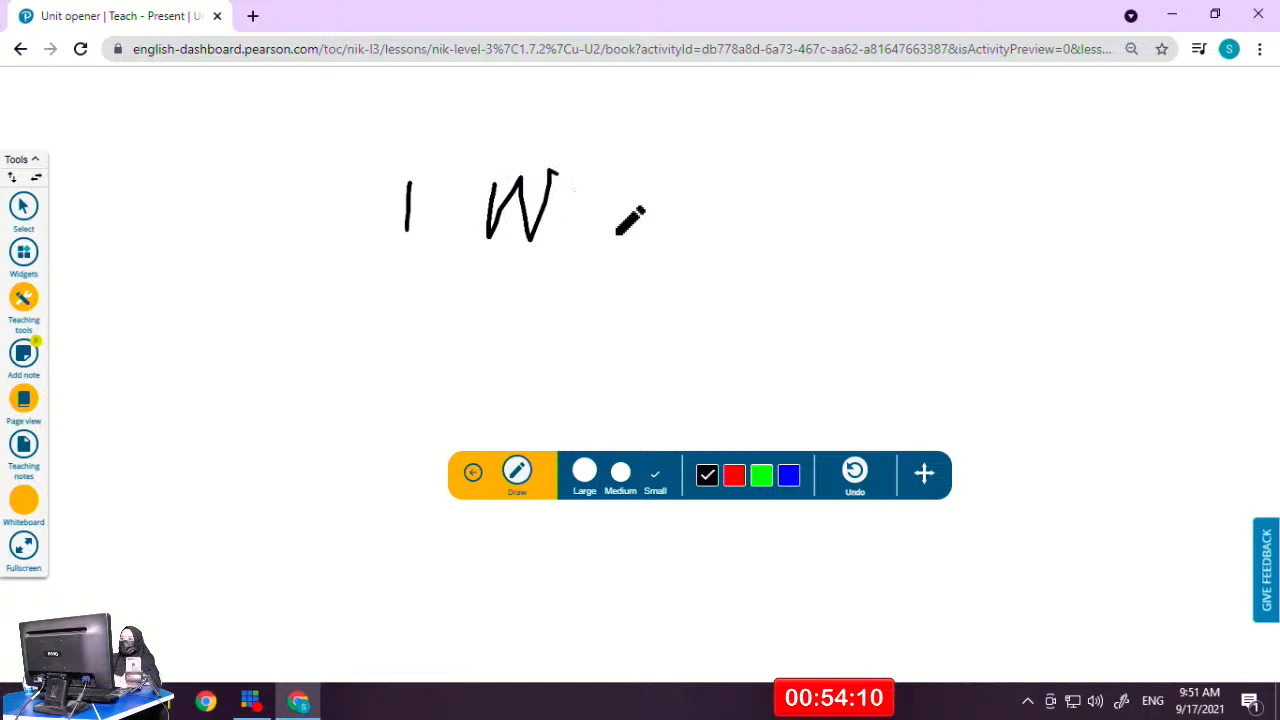 Unit opener | Teach - Present | U
english-dashboard.pearson.com/toc/nik-l3/lessons/nik-level-3%7C1.7.2%7Cu-U2/book?activityId=db778a8d-6a73-467c-aa62-a81647663387&isActivityPreview=0&less...
S
Tools
Select
Widgets
Teaching
tools
Add note
Page view
Teaching
notes
Whiteboard
Fullscreen
I W
Draw
Large
Medium
Small
Undo
GIVE FEEDBACK
BenQ
00:54:10
ENG
9:51 AM
9/17/2021
1